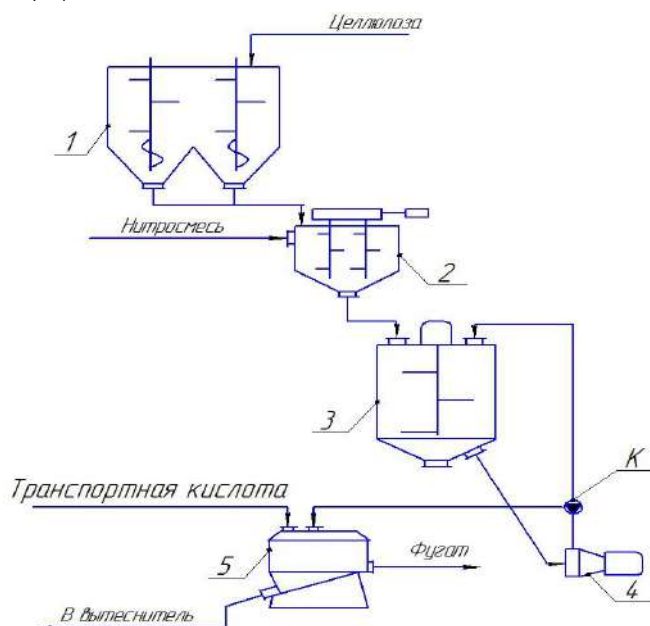 Целлюлоза
1
Нитросмесь
2
3
К
Транспортная кислота
5
Фугат
4
В вытеснитель